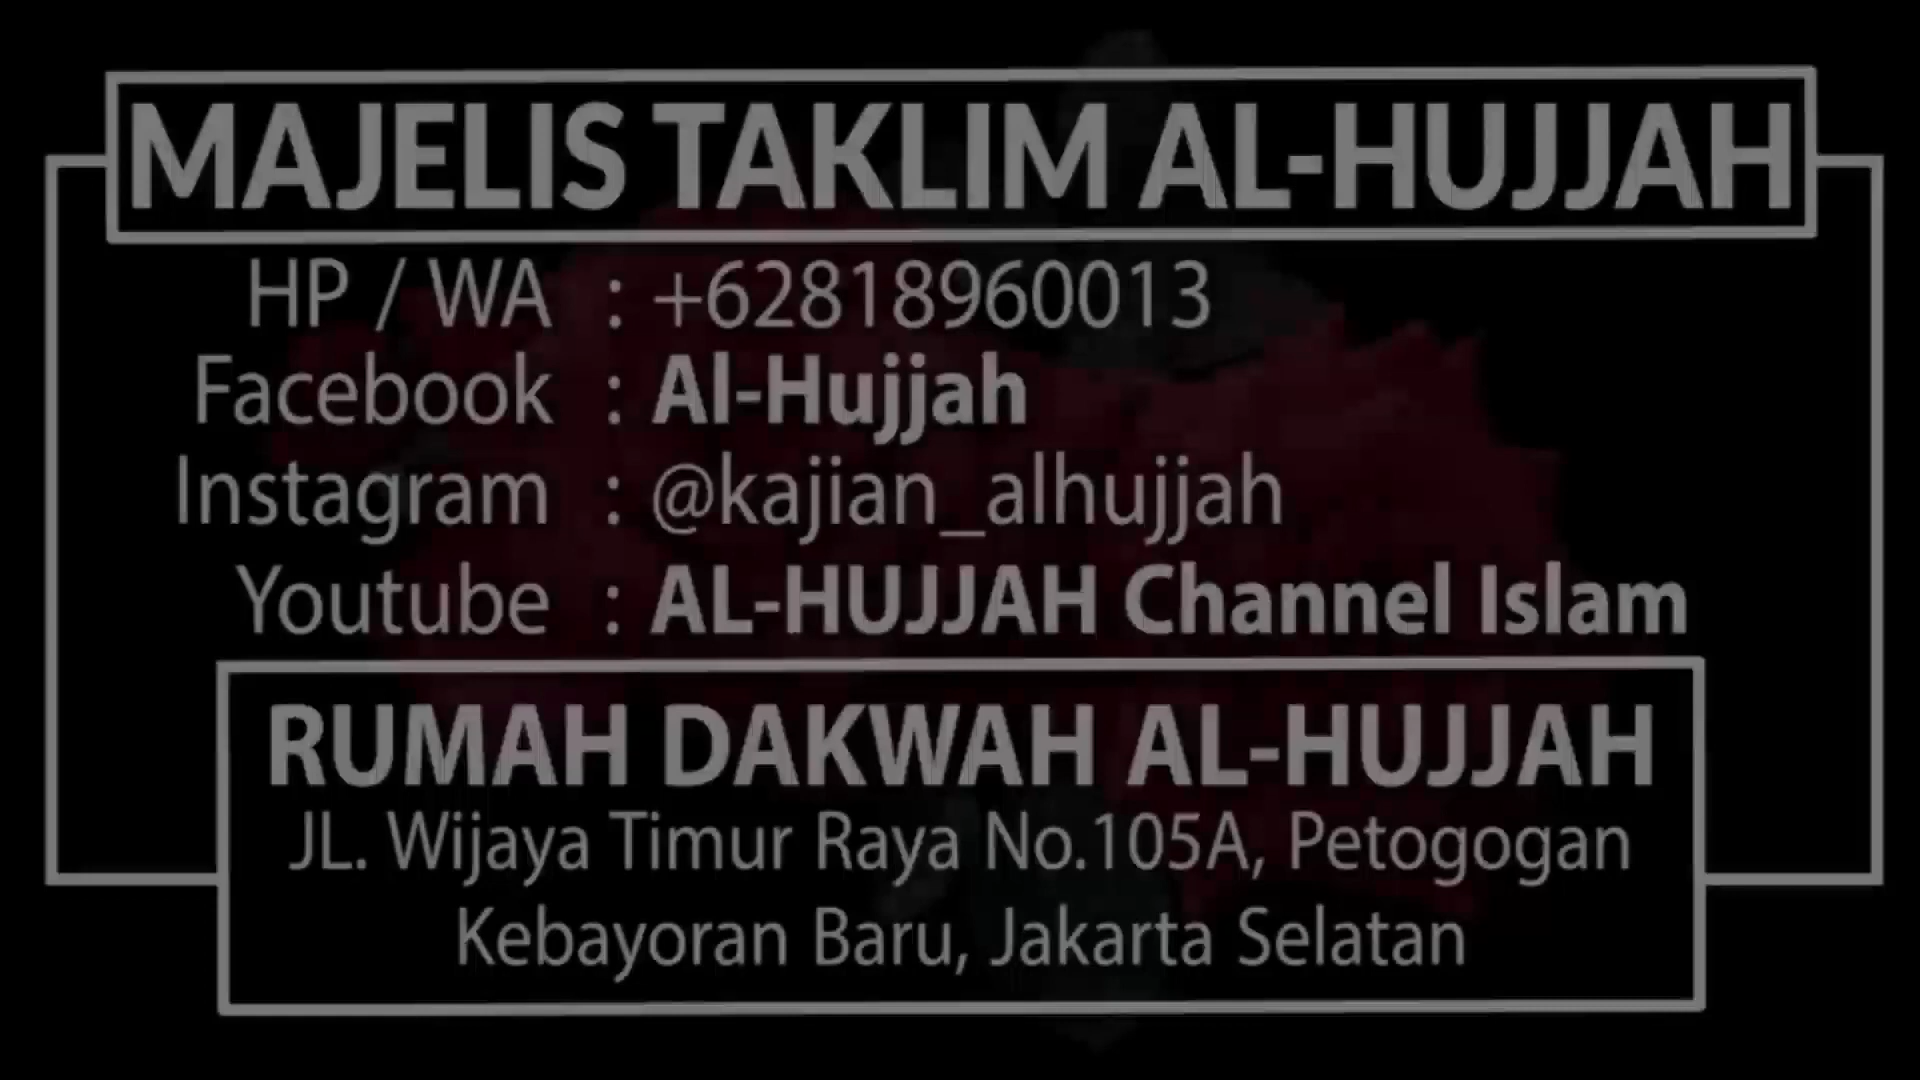 MAJELIS TAKLIM AL-HUJJAH
HP / WA : +62818960013
Facebook : Al-Hujjah
Instagram : @kajian_alhujjah
Youtube : AL-HUJJAH Channel Islam
RUMAH DAKWAH AL-HUJJAH
JL. Wijaya Timur Raya No.105A, Petogogan
Kebayoran Baru, Jakarta Selatan